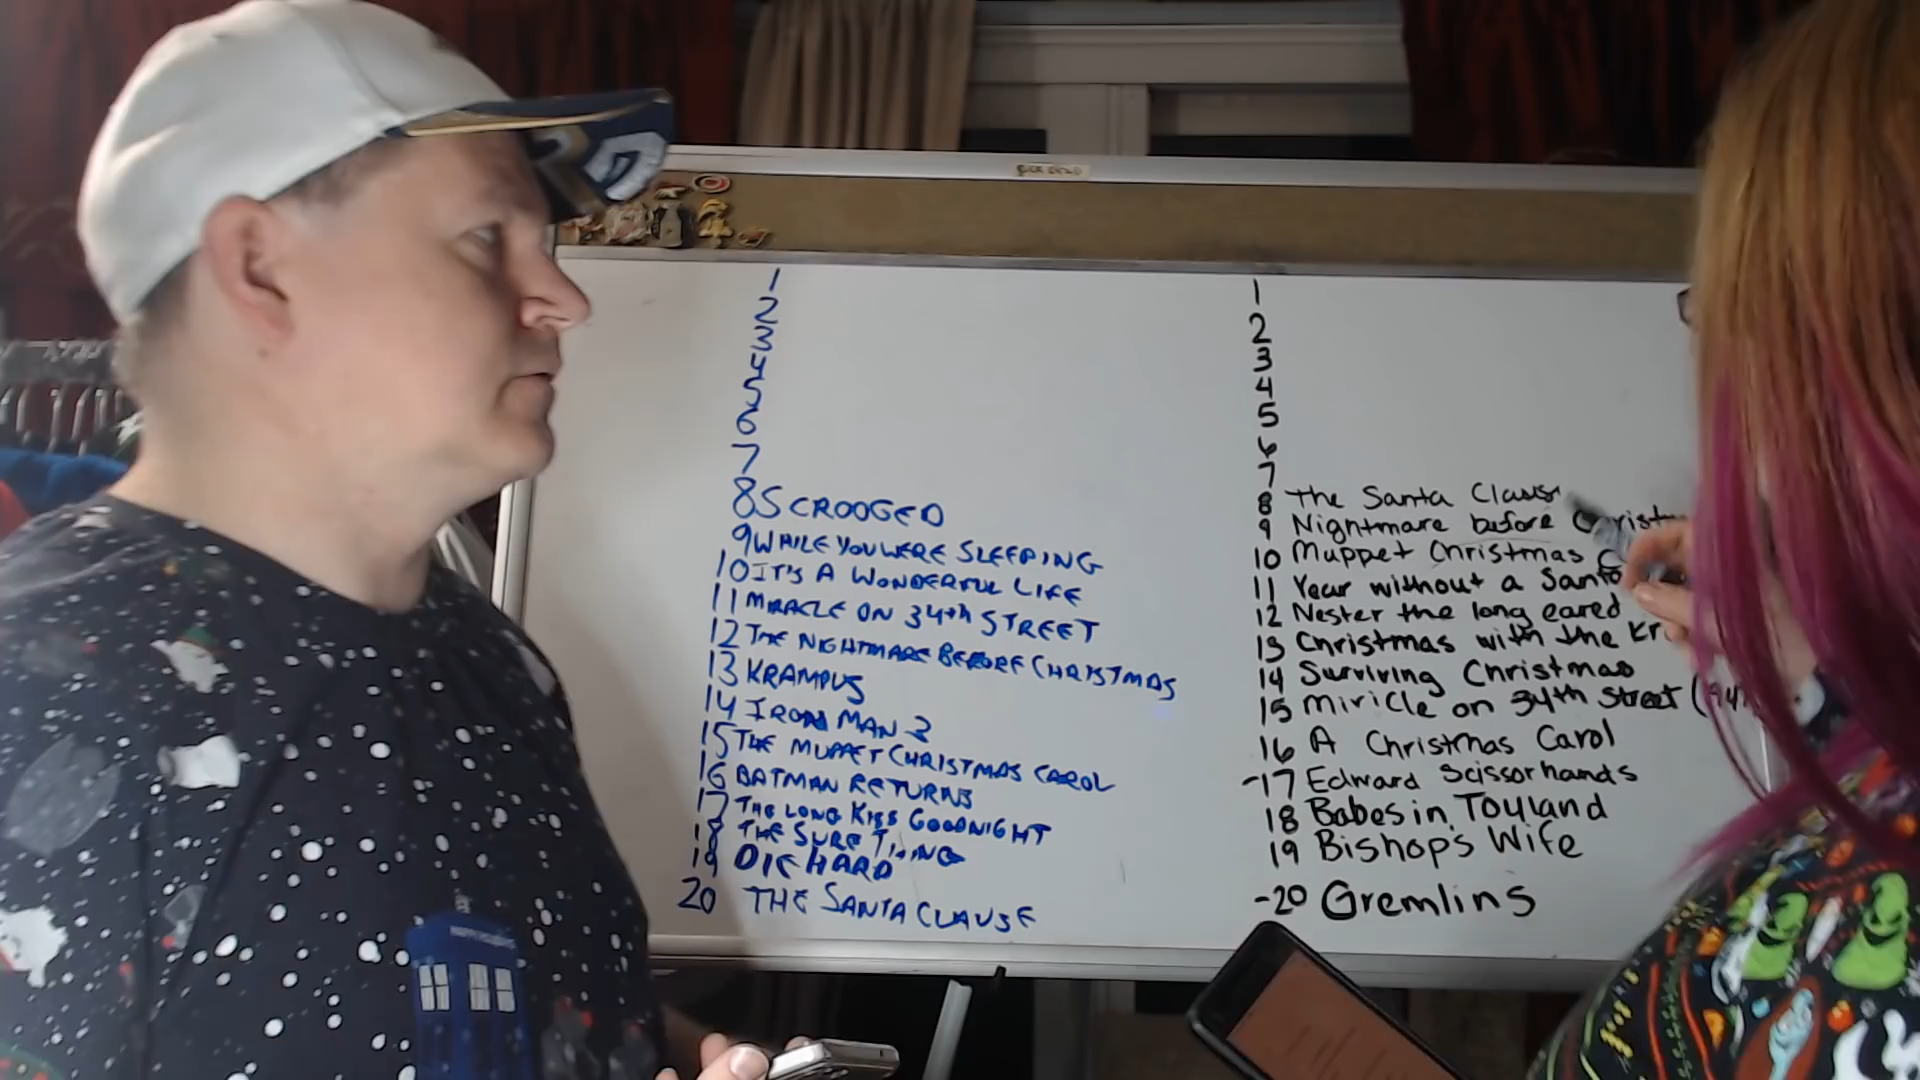 1
2
3
4
5
6
7
8 SCROOGED
9 WHILE YOU WERE SLEEPING
10 IT'S A WONDERFUL LIFE
11 MIRACLE ON 34th STREET
12 THE NIGHTMARE BEFORE CHRISTMAS
13 KRAMPUS
14 IRON MAN 3
15 THE MUPPET CHRISTMAS CAROL
16 BATMAN RETURNS
17 THE LONG KISS GOODNIGHT
18 THE SURE THING
19 DIE HARD
20 THE SANTA CLAUSE
1
2
3
4
5
6
7
8 The Santa Clause
9 Nightmare before Christm
10 Muppet Christmas C
11 Year without a Santa
12 Nester the long eared
13 Christmas with the Kr
14 Surviving Christmas
15 Miricle on 34th Street (94
16 A Christmas Carol
-17 Edward Scissorhands
18 Babes in Toyland
19 Bishop's Wife
-20 Gremlins